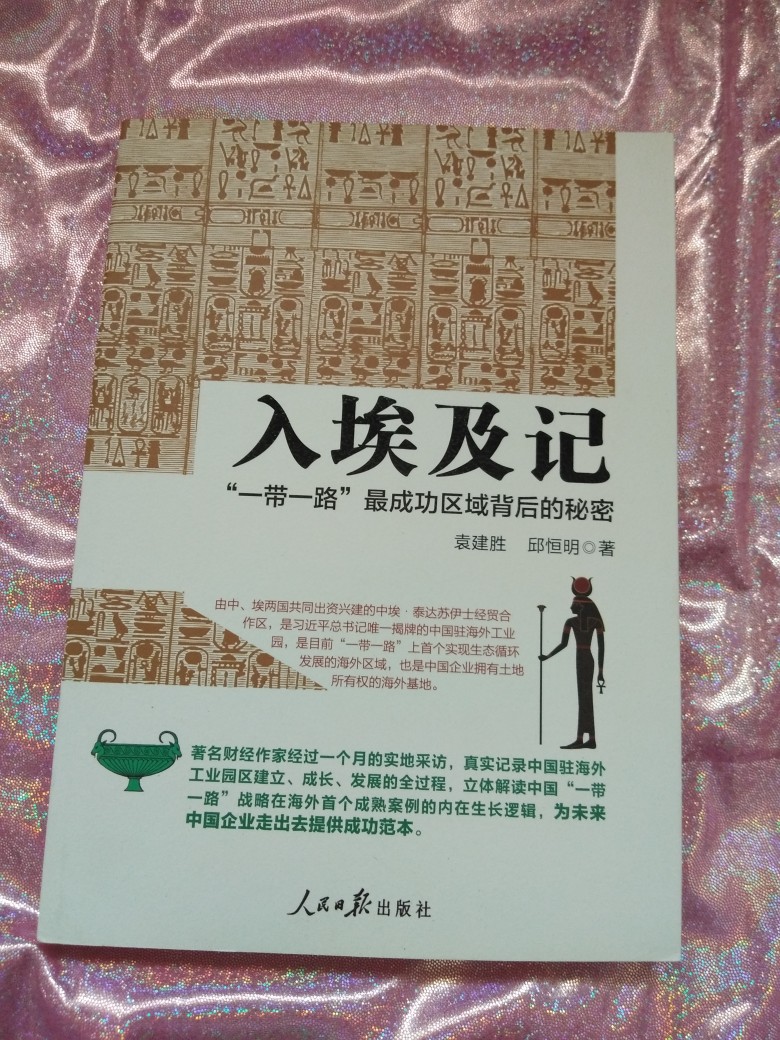 入埃及记
“一带一路”最成功区域背后的秘密
袁建胜 邱恒明◎著
由中、埃两国共同出资兴建的中埃·泰达苏伊士经贸合
作区，是习近平总书记唯一揭牌的中国驻海外工业
园，是目前“一带一路”上首个实现生态循环
发展的海外区域，也是中国企业拥有土地
所有权的海外基地。
著名财经作家经过一个月的实地采访，真实记录中国驻海外
工业园区建立、成长、发展的全过程，立体解读中国“一带
一路”战略在海外首个成熟案例的内在生长逻辑，为未来
中国企业走出去提供成功范本。
人民日报出版社